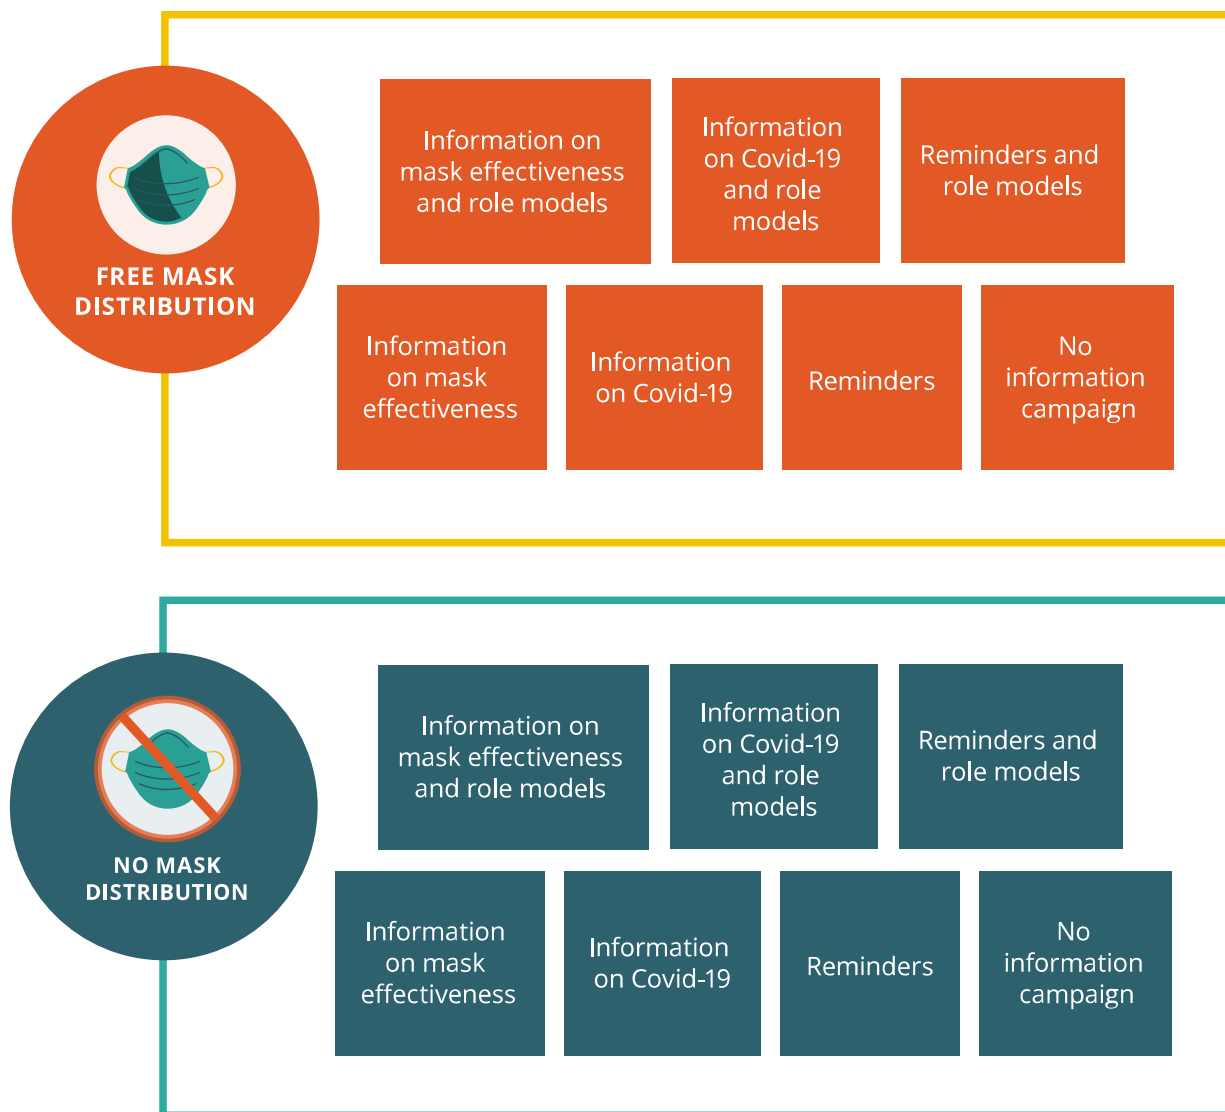 FREE MASK
DISTRIBUTION
Information on
mask effectiveness
and role models
Information
on Covid-19
and role
models
Reminders and
role models
Information
on mask
effectiveness
Information
on Covid-19
Reminders
No
information
campaign
NO MASK
DISTRIBUTION
Information on
mask effectiveness
and role models
Information
on Covid-19
and role
models
Reminders and
role models
Information
on mask
effectiveness
Information
on Covid-19
Reminders
No
information
campaign